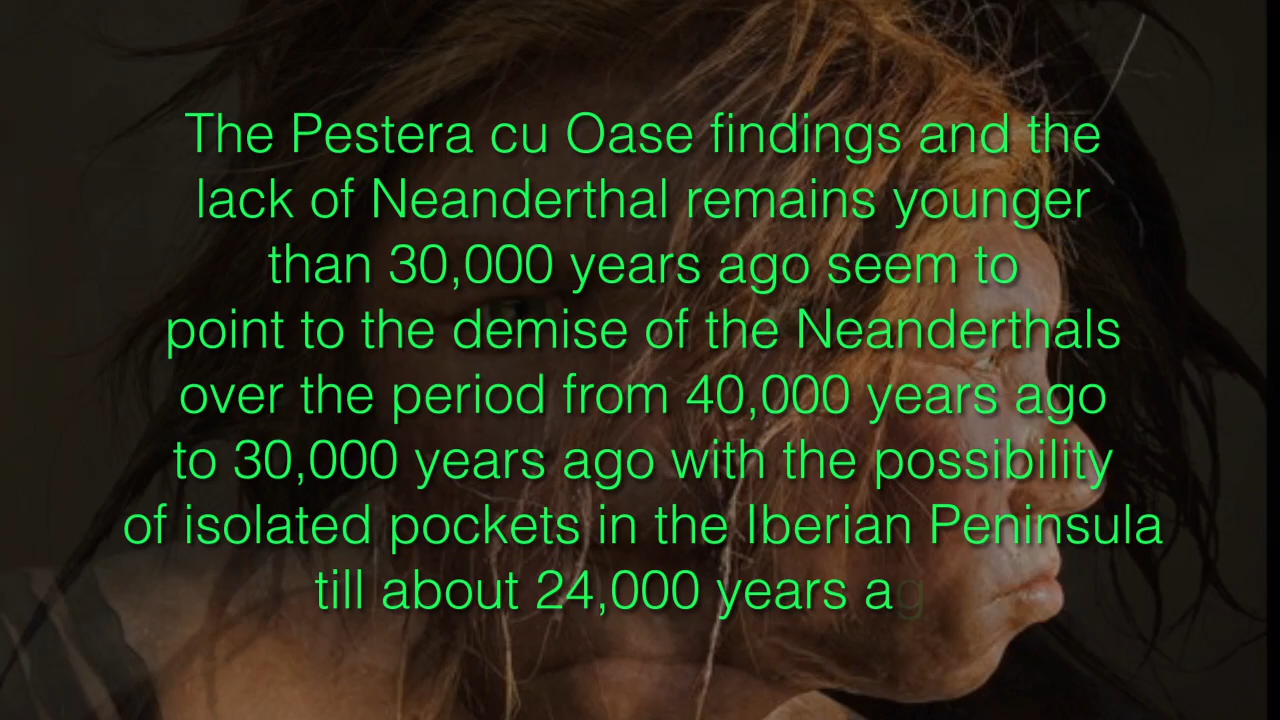 The Pestera cu Oase findings and the
lack of Neanderthal remains younger
than 30,000 years ago seem to
point to the demise of the Neanderthals
over the period from 40,000 years ago
to 30,000 years ago with the possibility
of isolated pockets in the Iberian Peninsula
till about 24,000 years ag